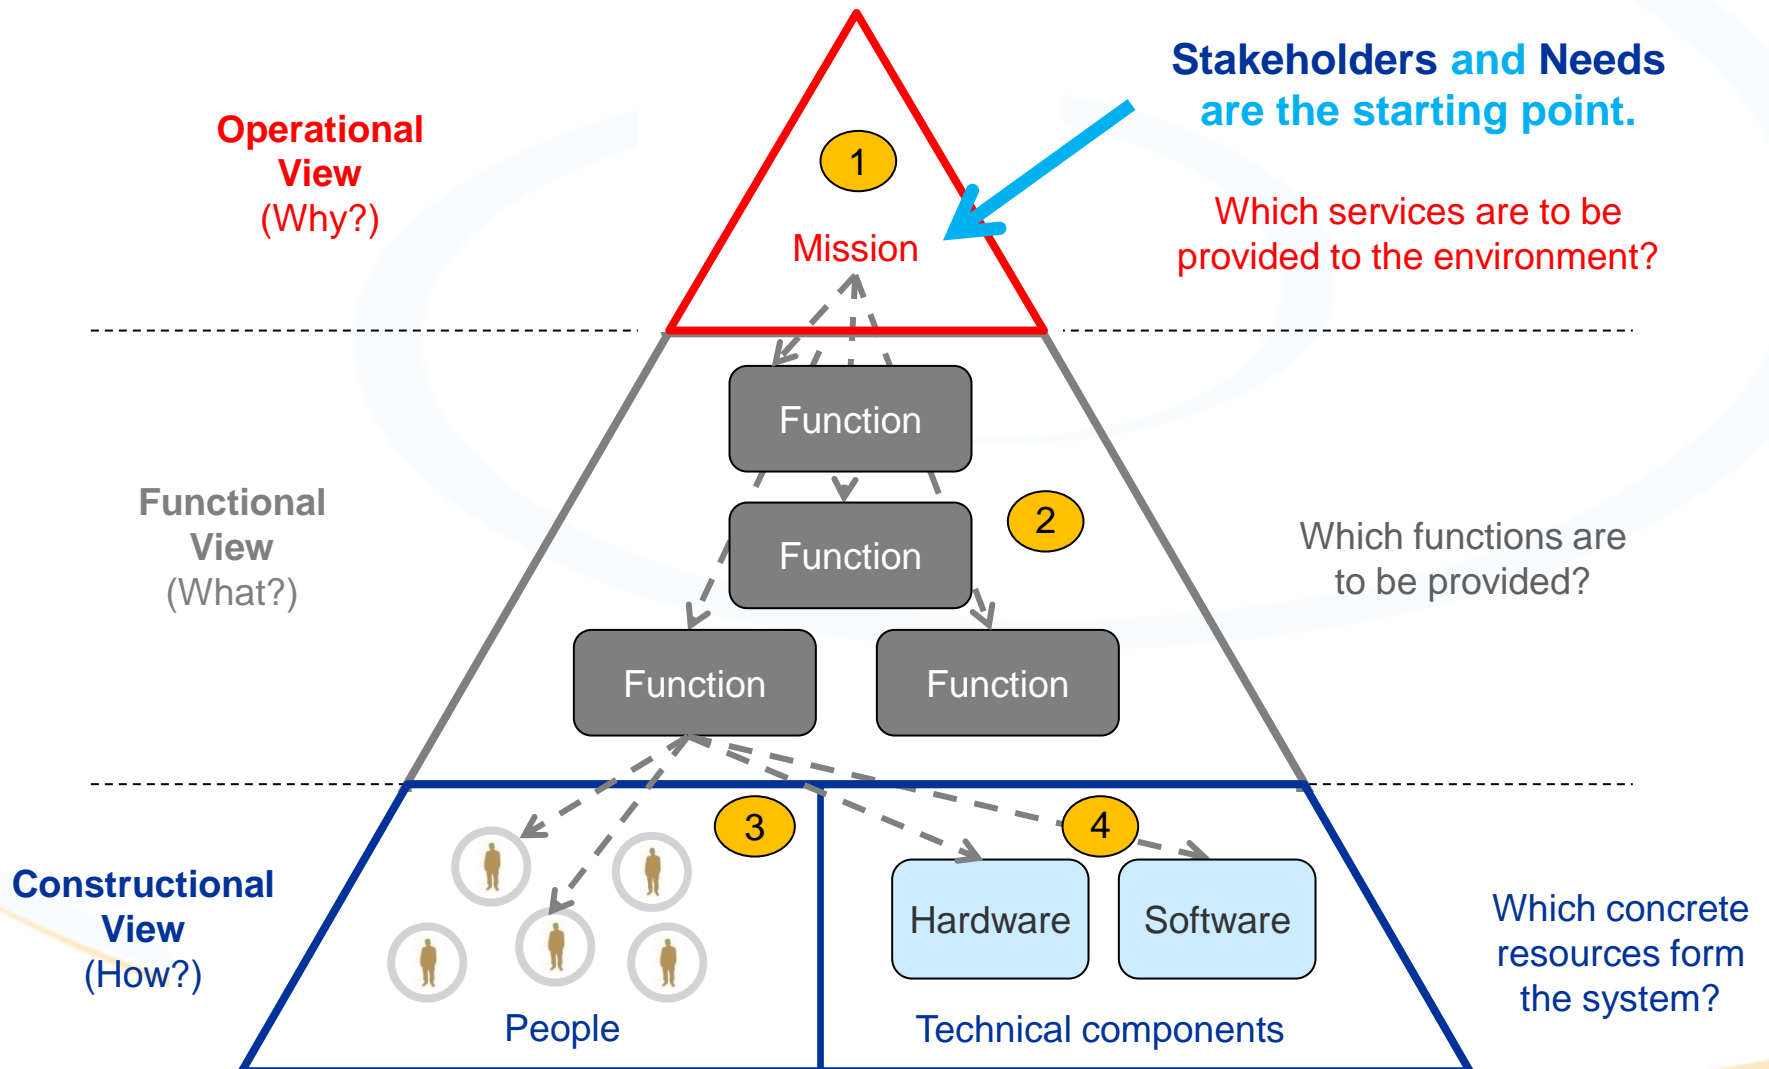 Stakeholders and Needs
are the starting point.
Operational
View
(Why?)
1
Mission
Which services are to be
provided to the environment?
Function
Functional
View
(What?)
2
Function
Which functions are
to be provided?
Function
Function
3
4
Constructional
View
(How?)
Hardware
Software
People
Technical components
Which concrete
resources form
the system?